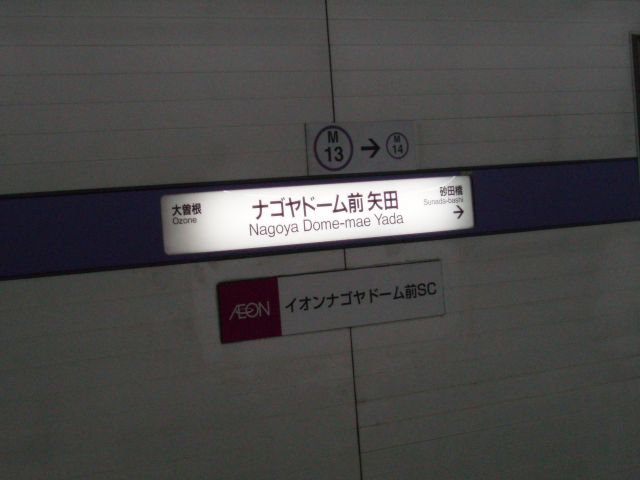 M
13
M
14
大曽根
Ozone
ナゴヤドーム前 矢田
Nagoya Dome-mae Yada
砂田橋
Sunada-bashi
AEON
イオンナゴヤドーム前SC